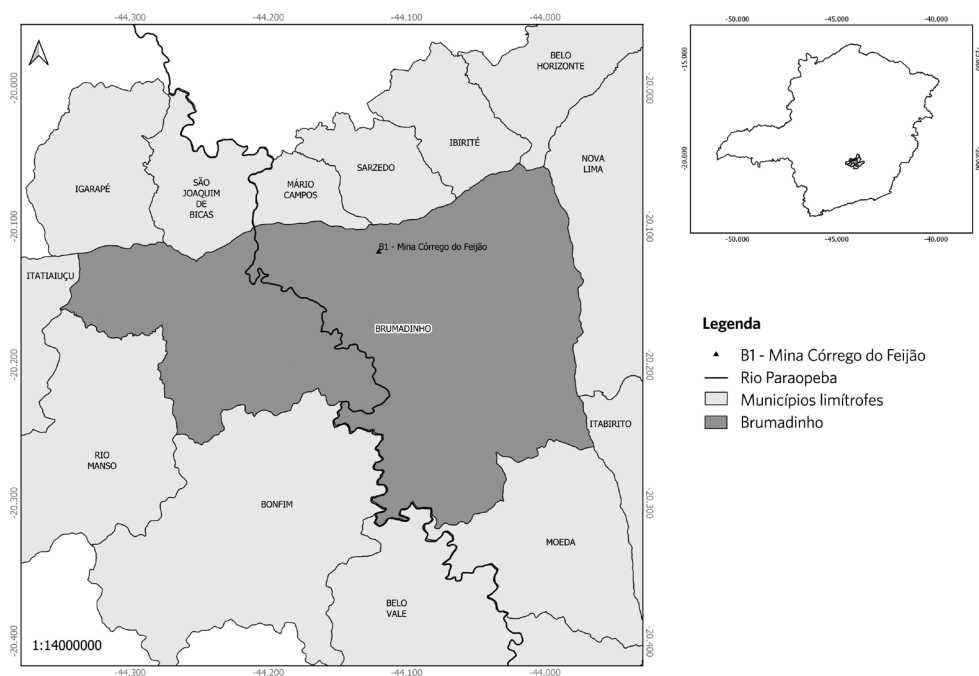 -44.300
-44.200
-44.100
-44.000
-20.000
-20.100
-20.200
-20.300
-20.400
-20.000
-20.100
-20.200
-20.300
-20.400
BELO
HORIZONTE
IBIRITÉ
NOVA
LIMA
SARZEDO
MÁRIO
CAMPOS
SÃO
JOAQUIM
DE
BICAS
IGARAPÉ
ITATIAIUÇU
B1 - Mina Córrego do Feijão
BRUMADINHO
ITABIRITO
RIO
MANSO
BONFIM
MOEDA
BELO
VALE
1:14000000
-44.300
-44.200
-44.100
-44.000
-50.000
-45.000
-40.000
-15.000
-20.000
-15.000
-20.000
-50.000
-45.000
-40.000
Legenda
B1 - Mina Córrego do Feijão
Rio Paraopeba
Municípios limítrofes
Brumadinho